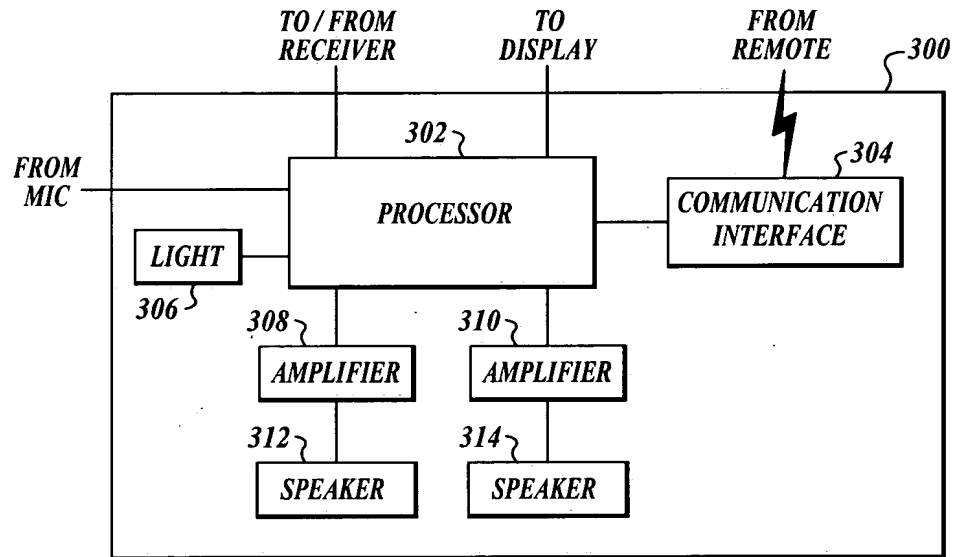 TO / FROM
RECEIVER
TO
DISPLAY
FROM
REMOTE
300
302
304
FROM
MIC
PROCESSOR
COMMUNICATION
INTERFACE
LIGHT
306
308
310
AMPLIFIER
AMPLIFIER
312
314
SPEAKER
SPEAKER